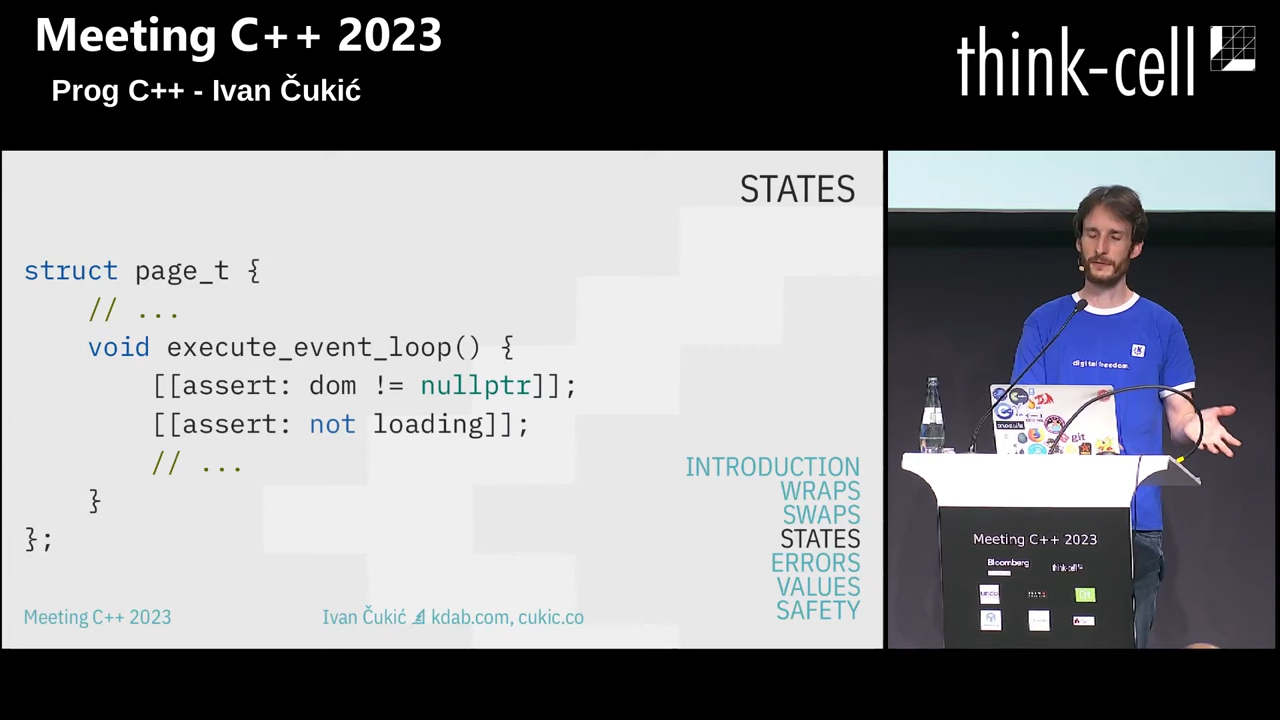 Meeting C++ 2023
Prog C++ - Ivan Čukić
think-cell
STATES
struct page_t {
// ...
void execute_event_loop() {
[[assert: dom != nullptr]];
[[assert: not loading]];
// ...
}
};
INTRODUCTION
WRAPS
SWAPS
STATES
ERRORS
VALUES
SAFETY
Meeting C++ 2023
Ivan Čukić kdab.com, cukic.co
digital freedom.
git
Meeting C++ 2023
Bloomberg
think-cell